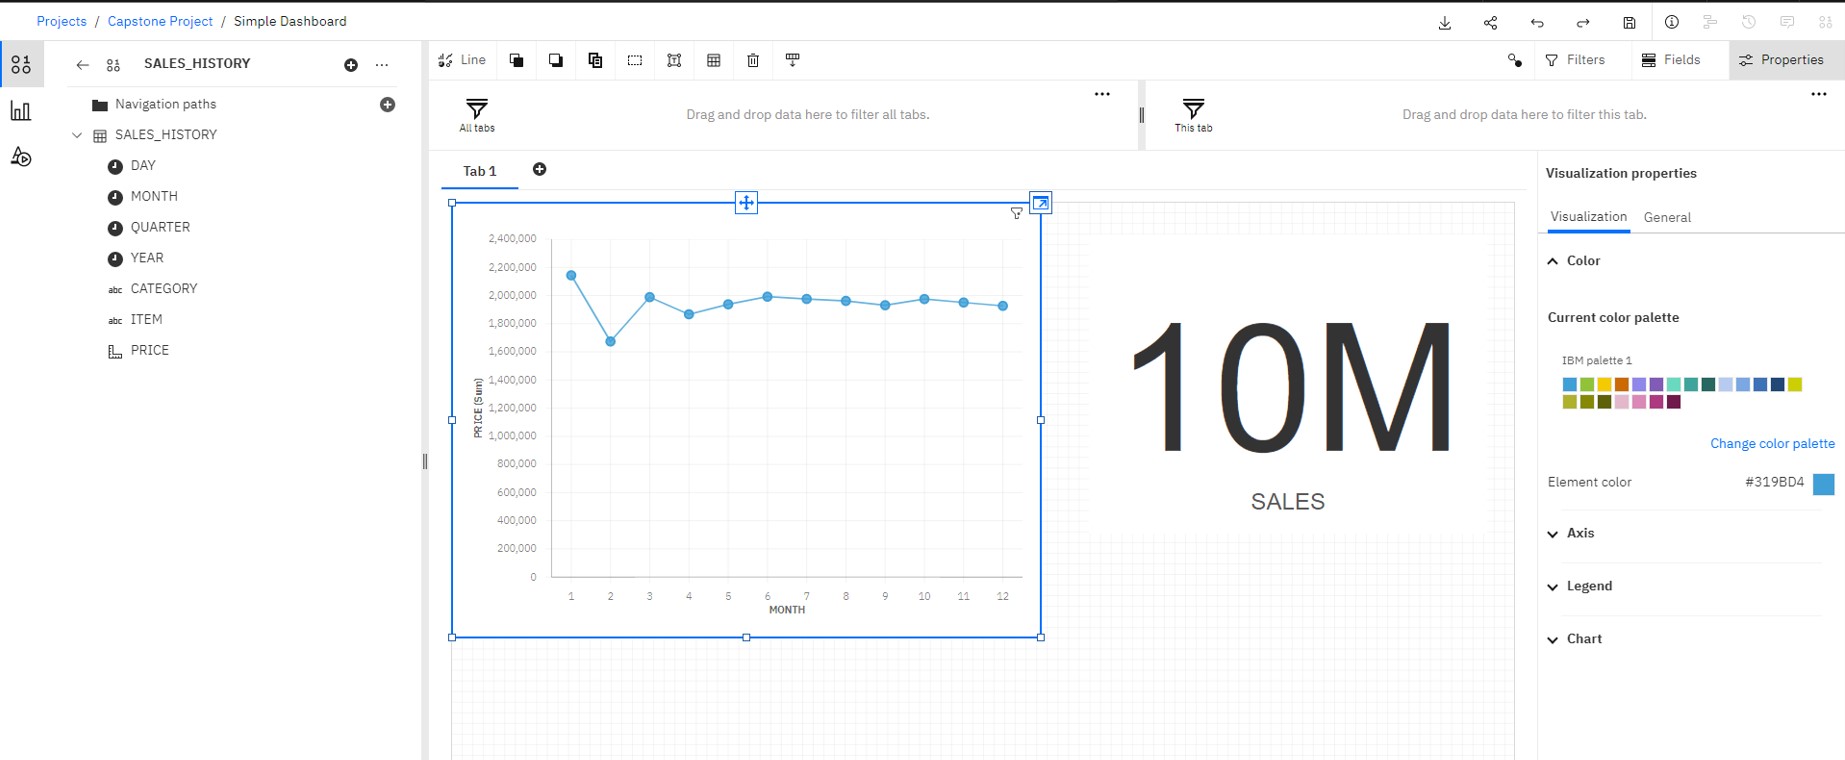 Projects / Capstone Project / Simple Dashboard
SALES_HISTORY
Navigation paths
SALES_HISTORY
DAY
MONTH
QUARTER
YEAR
abc CATEGORY
abc ITEM
PRICE
Line
Filters
Fields
Properties
All tabs
Drag and drop data here to filter all tabs.
This tab
Drag and drop data here to filter this tab.
Tab 1
2,400,000
2,200,000
2,000,000
1,800,000
1,600,000
1,400,000
1,200,000
1,000,000
800,000
600,000
400,000
200,000
0
PRICE (Sum)
1 2 3 4 5 6 7 8 9 10 11 12
MONTH
10M
SALES
Visualization properties
Visualization General
Color
Current color palette
IBM palette 1
Change color palette
Element color #319BD4
Axis
Legend
Chart